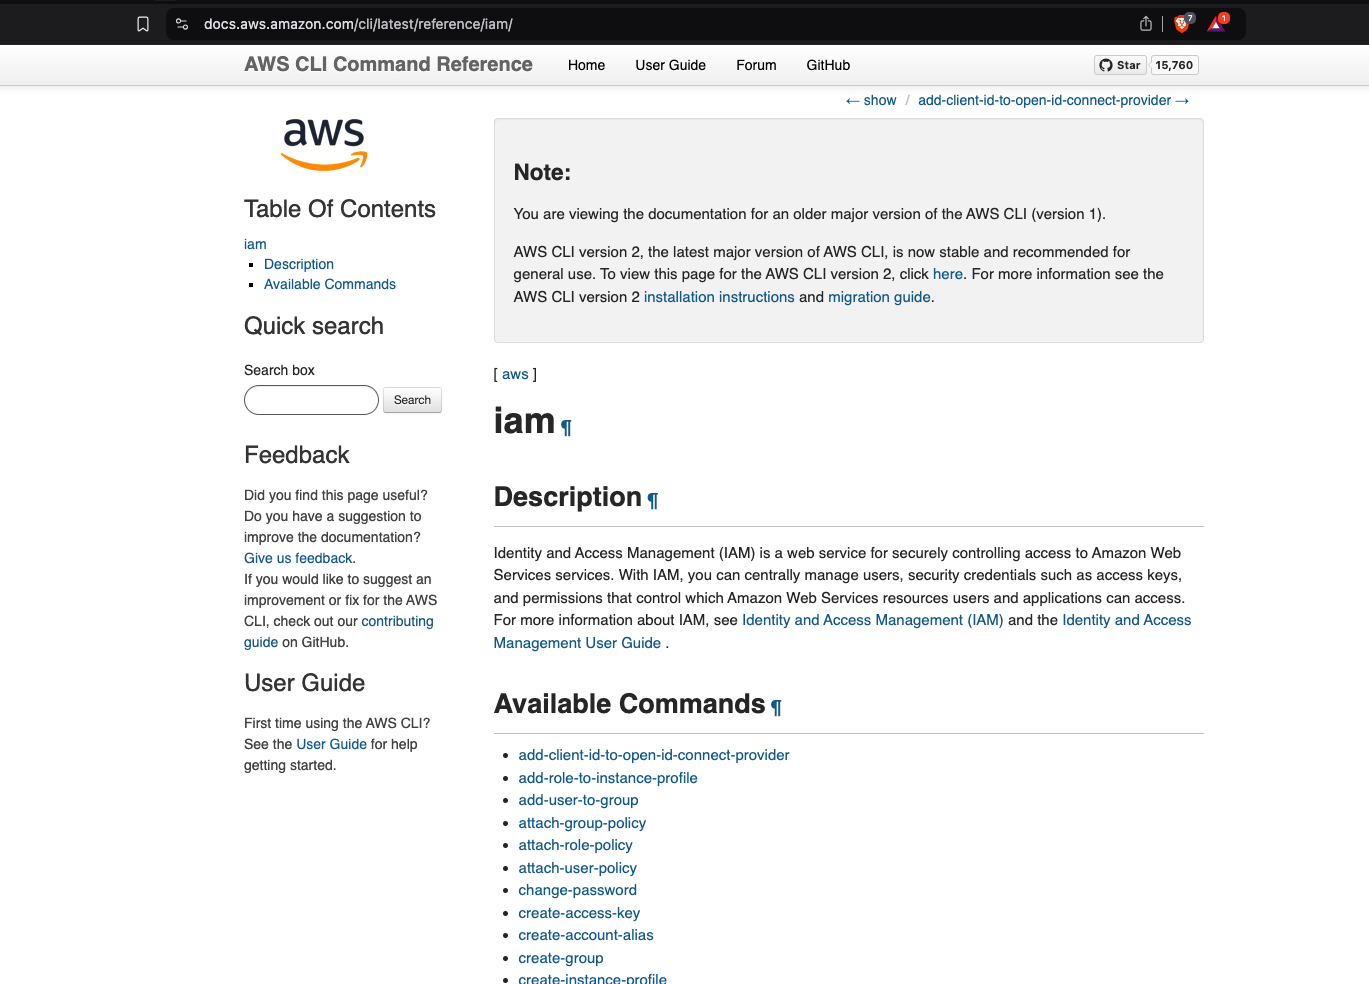 docs.aws.amazon.com/cli/latest/reference/iam/
7
1
AWS CLI Command Reference
Home
User Guide
Forum
GitHub
Star
15,760
← show / add-client-id-to-open-id-connect-provider →
aws
Table Of Contents
iam
Description
Available Commands
Quick search
Search box
Search
Feedback
Did you find this page useful?
Do you have a suggestion to
improve the documentation?
Give us feedback.
If you would like to suggest an
improvement or fix for the AWS
CLI, check out our contributing
guide on GitHub.
User Guide
First time using the AWS CLI?
See the User Guide for help
getting started.
Note:
You are viewing the documentation for an older major version of the AWS CLI (version 1).
AWS CLI version 2, the latest major version of AWS CLI, is now stable and recommended for
general use. To view this page for the AWS CLI version 2, click here. For more information see the
AWS CLI version 2 installation instructions and migration guide.
[ aws ]
iam ¶
Description ¶
Identity and Access Management (IAM) is a web service for securely controlling access to Amazon Web
Services services. With IAM, you can centrally manage users, security credentials such as access keys,
and permissions that control which Amazon Web Services resources users and applications can access.
For more information about IAM, see Identity and Access Management (IAM) and the Identity and Access
Management User Guide .
Available Commands ¶
add-client-id-to-open-id-connect-provider
add-role-to-instance-profile
add-user-to-group
attach-group-policy
attach-role-policy
attach-user-policy
change-password
create-access-key
create-account-alias
create-group
create-instance-profile